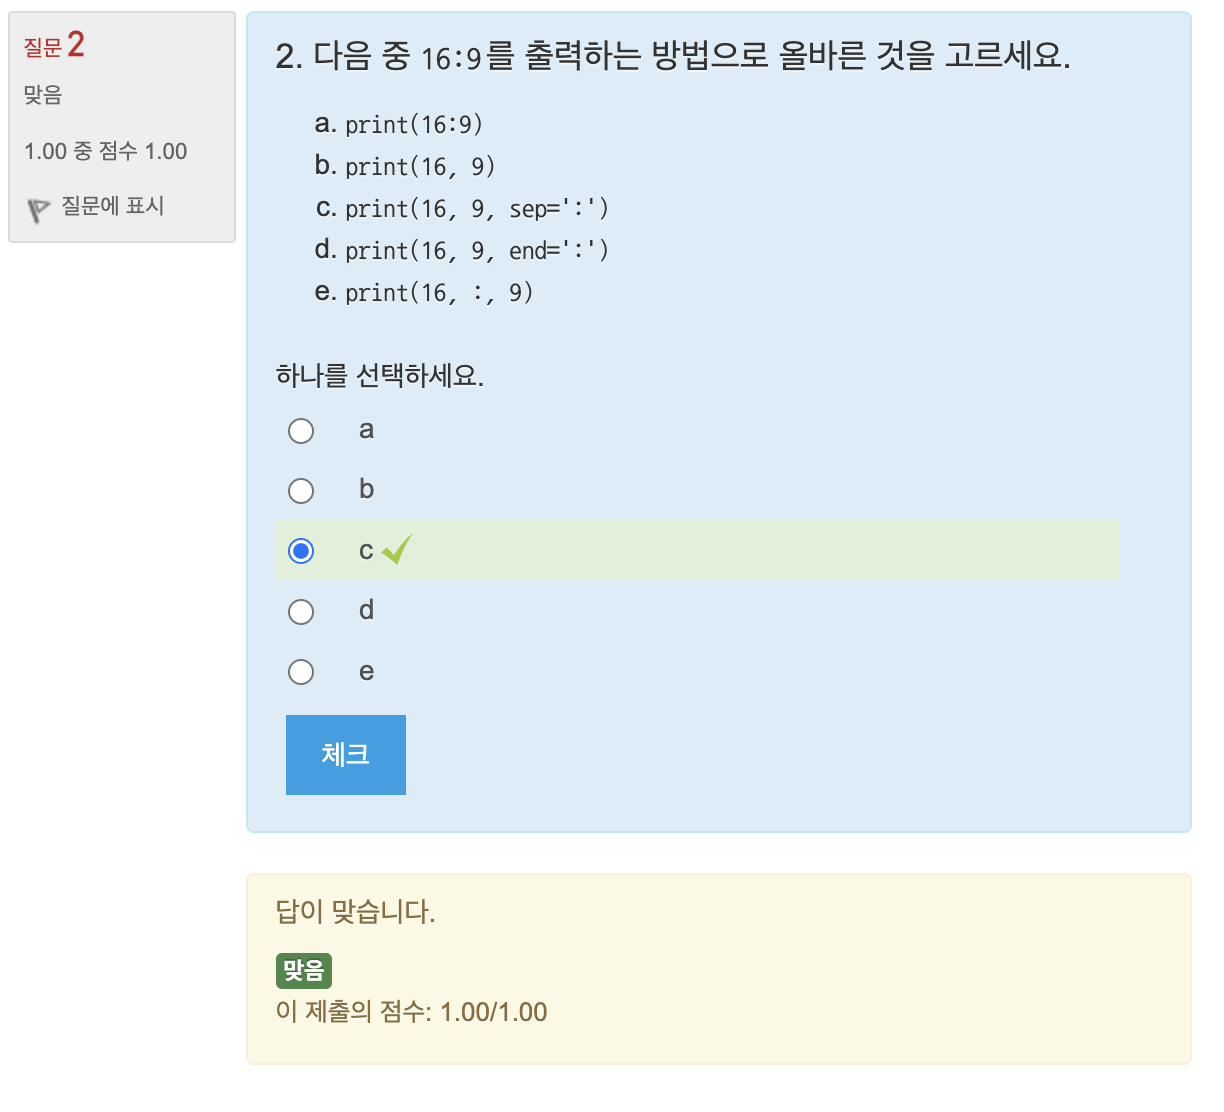 질문 2
맞음
1.00 중 점수 1.00
질문에 표시
2. 다음 중 16:9를 출력하는 방법으로 올바른 것을 고르세요.
a. print(16:9)
b. print(16, 9)
c. print(16, 9, sep=':')
d. print(16, 9, end=':')
e. print(16, :, 9)
하나를 선택하세요.
a
b
c
d
e
체크
답이 맞습니다.
맞음
이 제출의 점수: 1.00/1.00